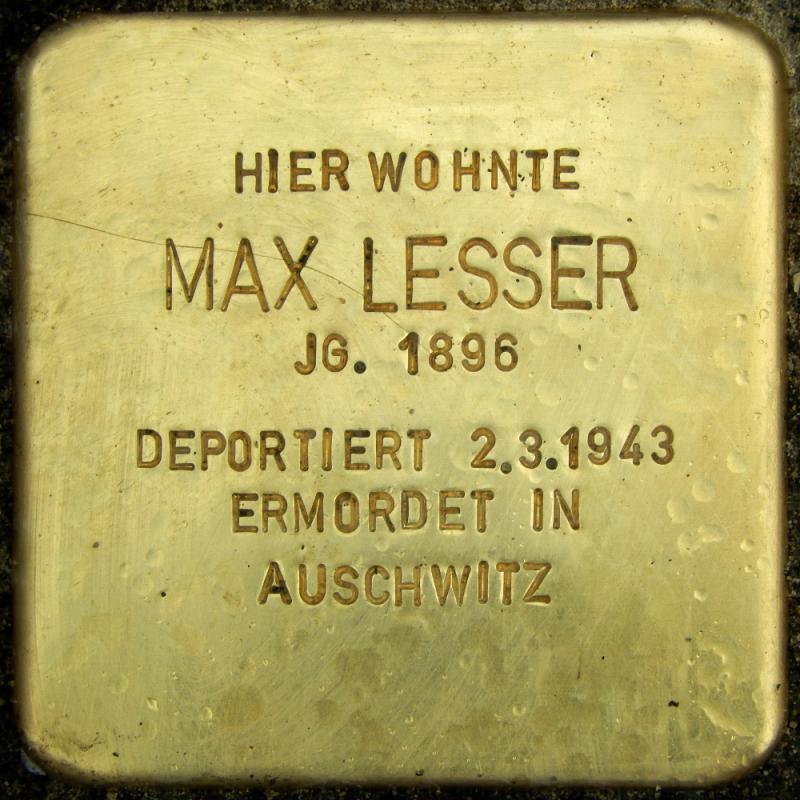 HIER WOHNTE
MAX LESSER
JG. 1896
DEPORTIERT 2.3.1943
ERMORDET IN
AUSCHWITZ